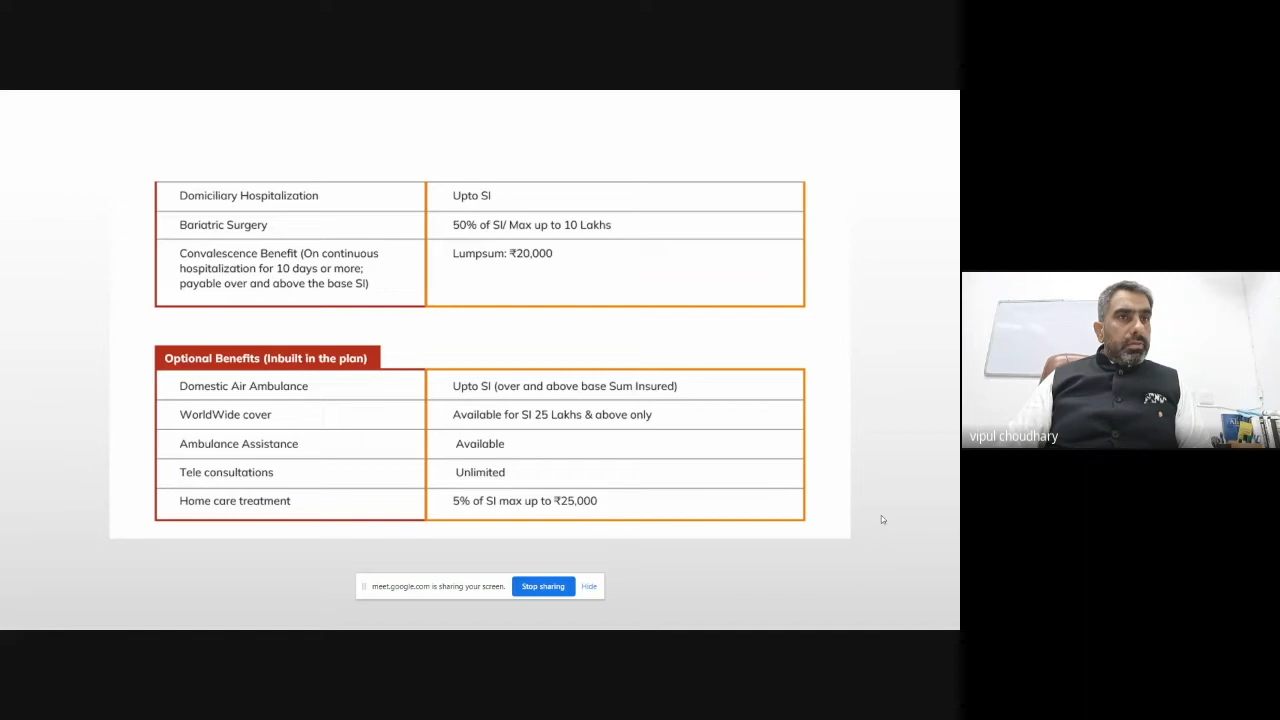 Domiciliary Hospitalization Upto SI
Bariatric Surgery 50% of SI/ Max up to 10 Lakhs
Convalescence Benefit (On continuous Lumpsum: ₹20,000
hospitalization for 10 days or more;
payable over and above the base SI)
Optional Benefits (Inbuilt in the plan)
Domestic Air Ambulance Upto SI (over and above base Sum Insured)
WorldWide cover Available for SI 25 Lakhs & above only
Ambulance Assistance Available
Tele consultations Unlimited
Home care treatment 5% of SI max up to ₹25,000
meet.google.com is sharing your screen. Stop sharing Hide
vipul choudhary